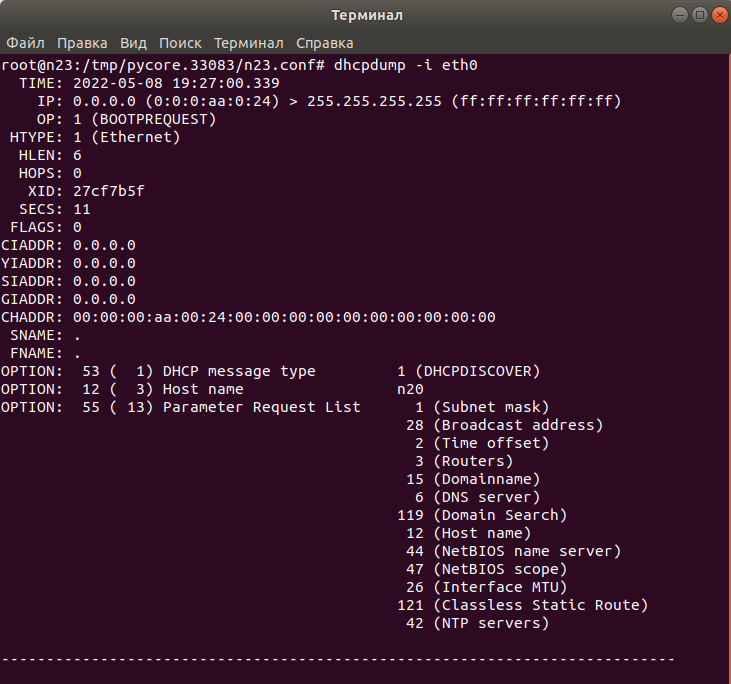 Терминал
Файл Правка Вид Поиск Терминал Справка
root@n23:/tmp/pycore.33083/n23.conf# dhcpdump -i eth0
  TIME: 2022-05-08 19:27:00.339
    IP: 0.0.0.0 (0:0:0:aa:0:24) > 255.255.255.255 (ff:ff:ff:ff:ff:ff)
    OP: 1 (BOOTPREQUEST)
 HTYPE: 1 (Ethernet)
  HLEN: 6
  HOPS: 0
   XID: 27cf7b5f
  SECS: 11
 FLAGS: 0
CIADDR: 0.0.0.0
YIADDR: 0.0.0.0
SIADDR: 0.0.0.0
GIADDR: 0.0.0.0
CHADDR: 00:00:00:aa:00:24:00:00:00:00:00:00:00:00:00:00
 SNAME: .
 FNAME: .
OPTION:  53 (  1) DHCP message type         1 (DHCPDISCOVER)
OPTION:  12 (  3) Host name                 n20
OPTION:  55 ( 13) Parameter Request List      1 (Subnet mask)
                                             28 (Broadcast address)
                                              2 (Time offset)
                                              3 (Routers)
                                             15 (Domainname)
                                              6 (DNS server)
                                            119 (Domain Search)
                                             12 (Host name)
                                             44 (NetBIOS name server)
                                             47 (NetBIOS scope)
                                             26 (Interface MTU)
                                            121 (Classless Static Route)
                                             42 (NTP servers)
---------------------------------------------------------------------------